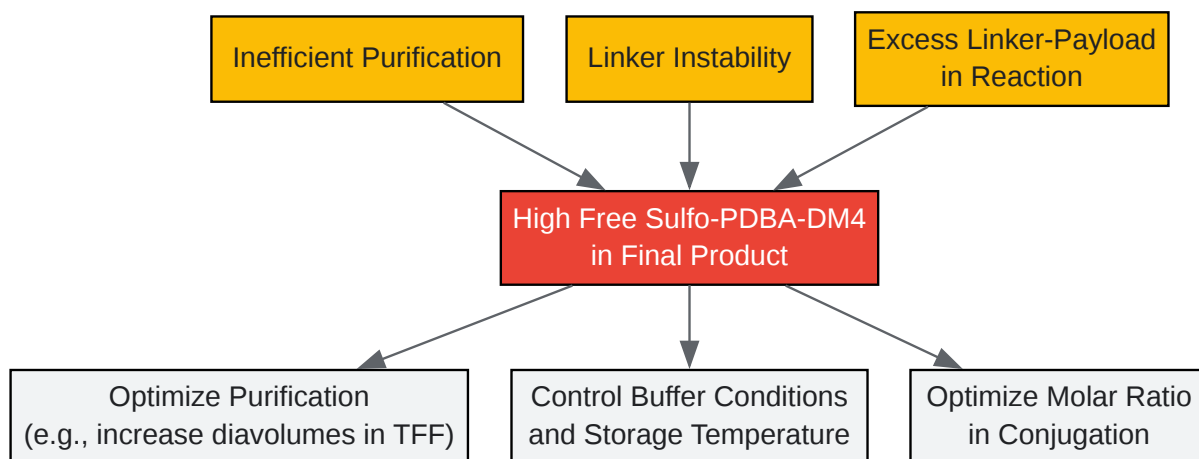 Inefficient Purification
Linker Instability
Excess Linker-Payload
in Reaction
High Free Sulfo-PDBA-DM4
in Final Product
Optimize Purification
(e.g., increase diavolumes in TFF)
Control Buffer Conditions
and Storage Temperature
Optimize Molar Ratio
in Conjugation